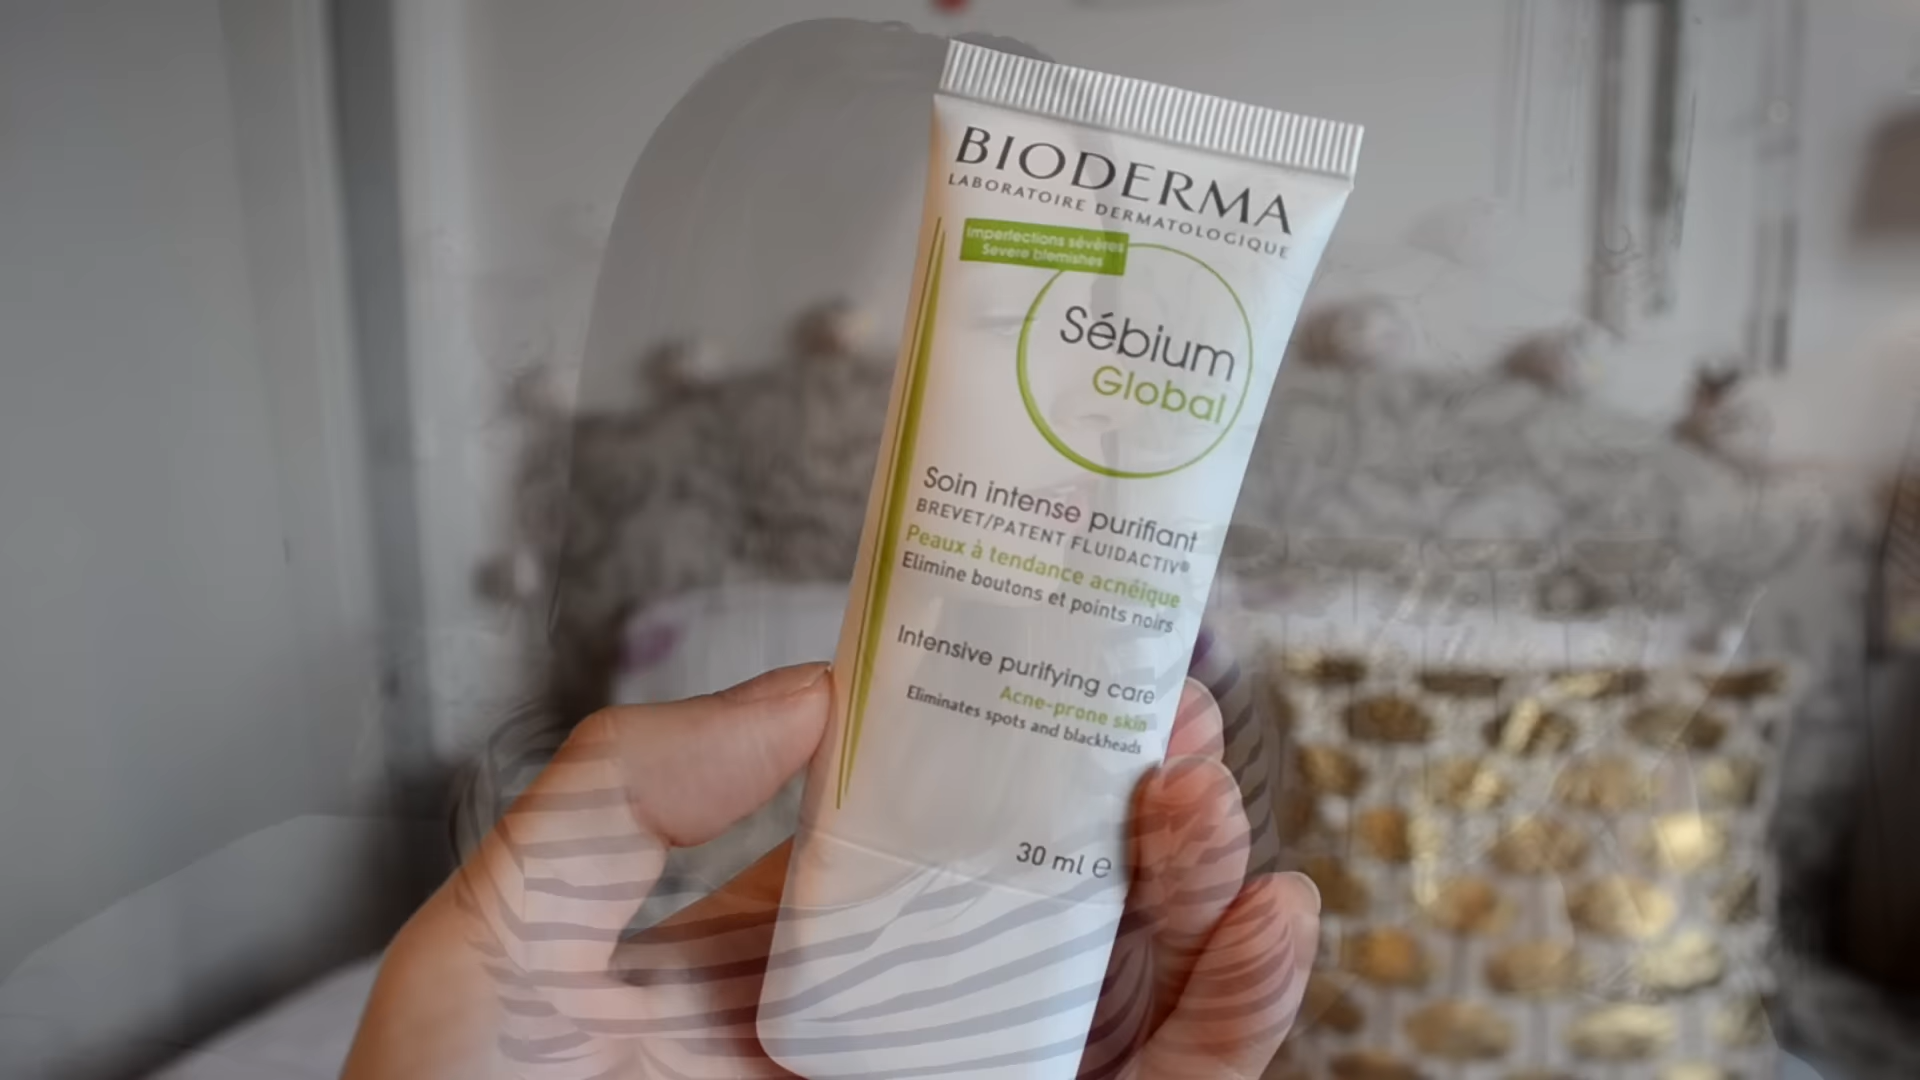 BIODERMA
LABORATOIRE DERMATOLOGIQUE
Imperfections sévères
Severe blemishes
Sébium
Global
Soin intense purifiant
BREVET/PATENT FLUIDACTIV®
Peaux à tendance acnéique
Elimine boutons et points noirs
Intensive purifying care
Acne-prone skin
Eliminates spots and blackheads
30 ml ℮